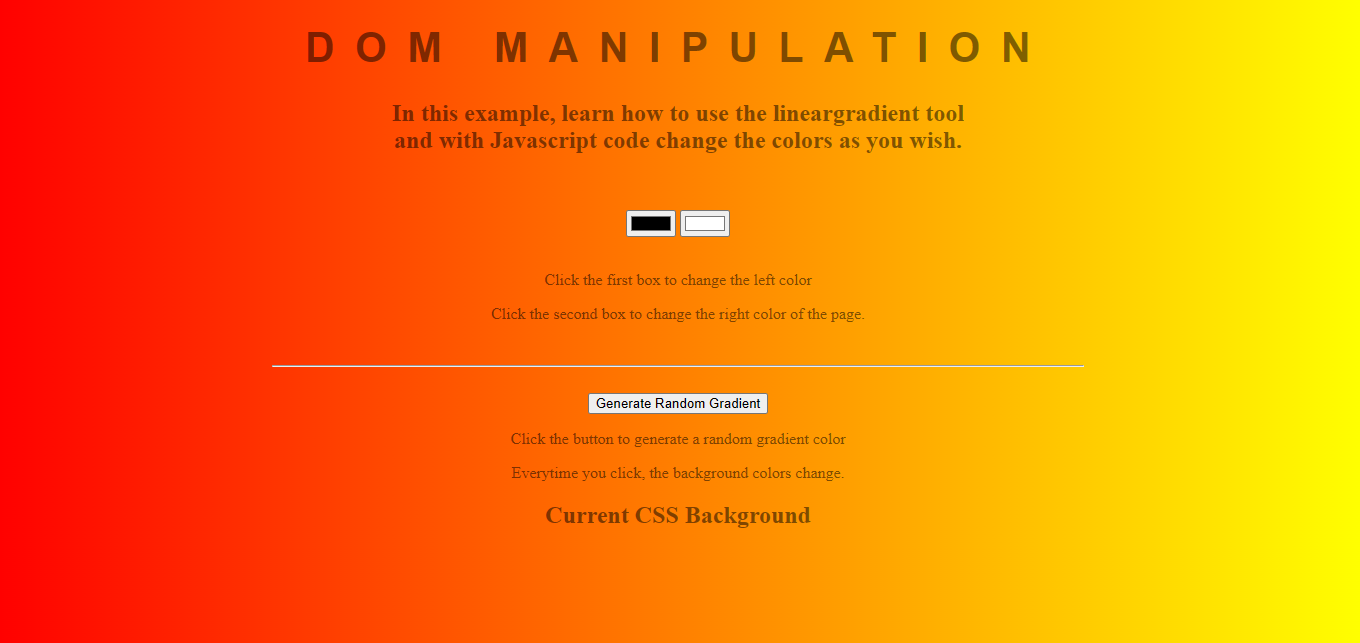 DOM MANIPULATION
In this example, learn how to use the lineargradient tool
and with Javascript code change the colors as you wish.
Click the first box to change the left color
Click the second box to change the right color of the page.
Generate Random Gradient
Click the button to generate a random gradient color
Everytime you click, the background colors change.
Current CSS Background